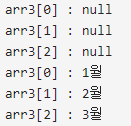 arr3[0] : null
arr3[1] : null
arr3[2] : null
arr3[0] : 1월
arr3[1] : 2월
arr3[2] : 3월